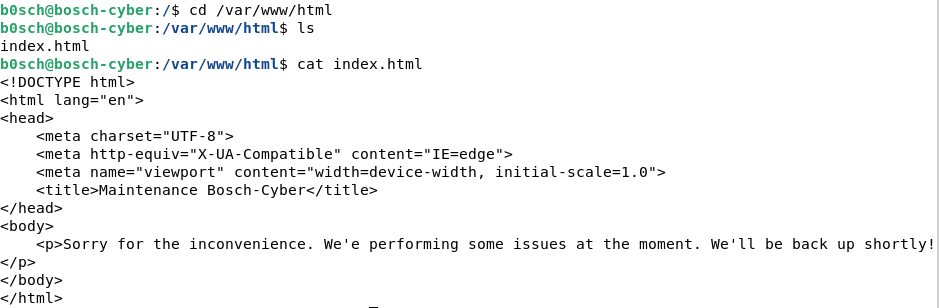 b0sch@bosch-cyber:/$ cd /var/www/html
b0sch@bosch-cyber:/var/www/html$ ls
index.html
b0sch@bosch-cyber:/var/www/html$ cat index.html
<!DOCTYPE html>
<html lang="en">
<head>
    <meta charset="UTF-8">
    <meta http-equiv="X-UA-Compatible" content="IE=edge">
    <meta name="viewport" content="width=device-width, initial-scale=1.0">
    <title>Maintenance Bosch-Cyber</title>
</head>
<body>
    <p>Sorry for the inconvenience. We'e performing some issues at the moment. We'll be back up shortly!
</p>
</body>
</html>